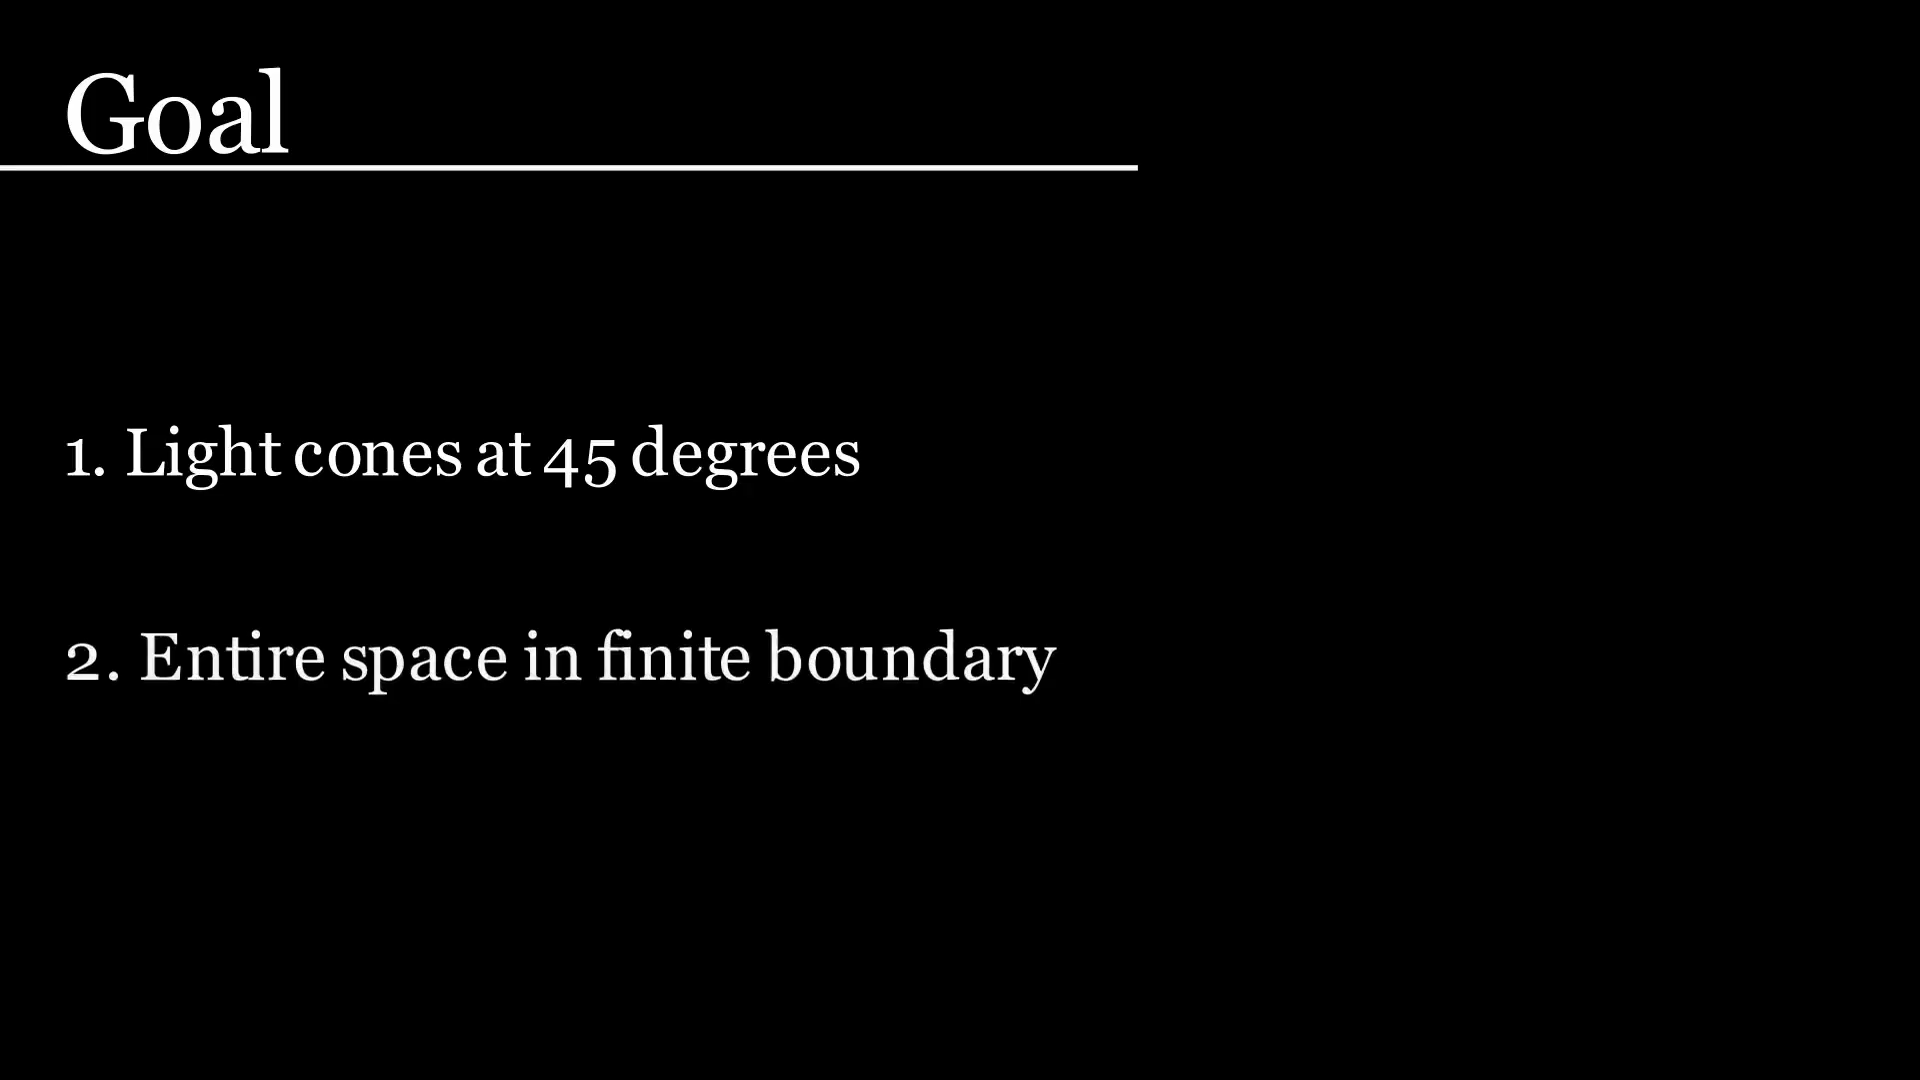 Goal
1. Light cones at 45 degrees
2. Entire space in finite boundary